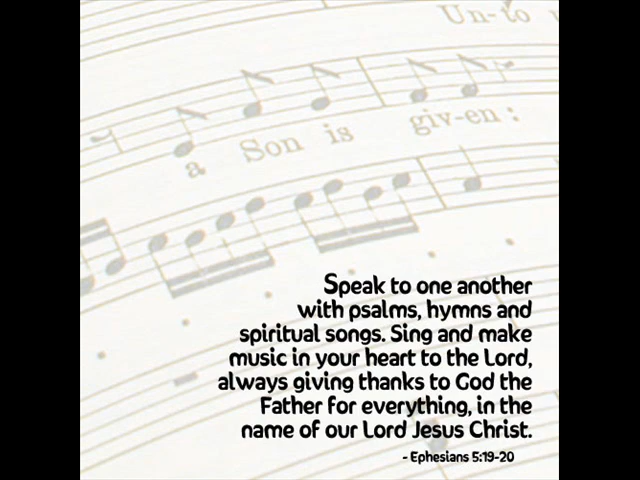 Un-to
a Son is giv-en:
Speak to one another
with psalms, hymns and
spiritual songs. Sing and make
music in your heart to the Lord,
always giving thanks to God the
Father for everything, in the
name of our Lord Jesus Christ.
- Ephesians 5:19-20